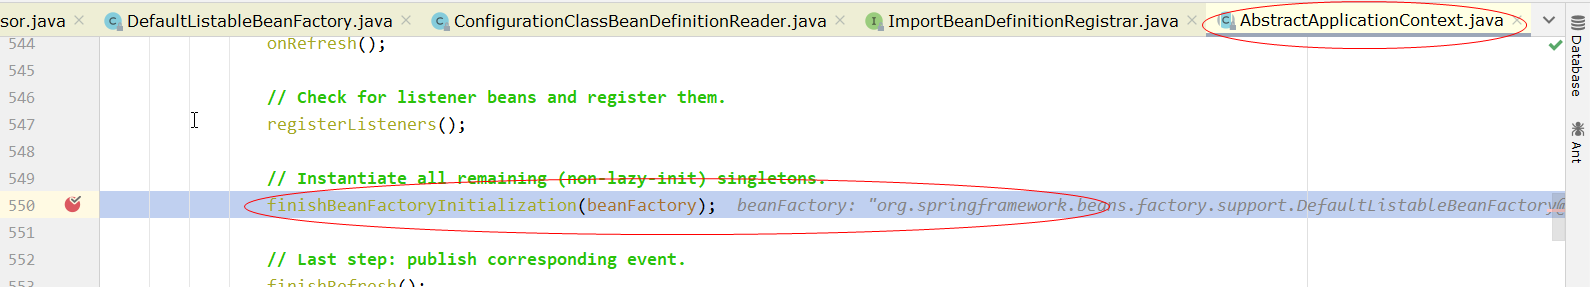 sor.java
DefaultListableBeanFactory.java
ConfigurationClassBeanDefinitionReader.java
ImportBeanDefinitionRegistrar.java
AbstractApplicationContext.java
544 onRefresh();
545
546 // Check for listener beans and register them.
547 registerListeners();
548
549 // Instantiate all remaining (non-lazy-init) singletons.
550 finishBeanFactoryInitialization(beanFactory); beanFactory: "org.springframework.beans.factory.support.DefaultListableBeanFactory@
551
552 // Last step: publish corresponding event.
553 finishRefresh();
Database
Ant